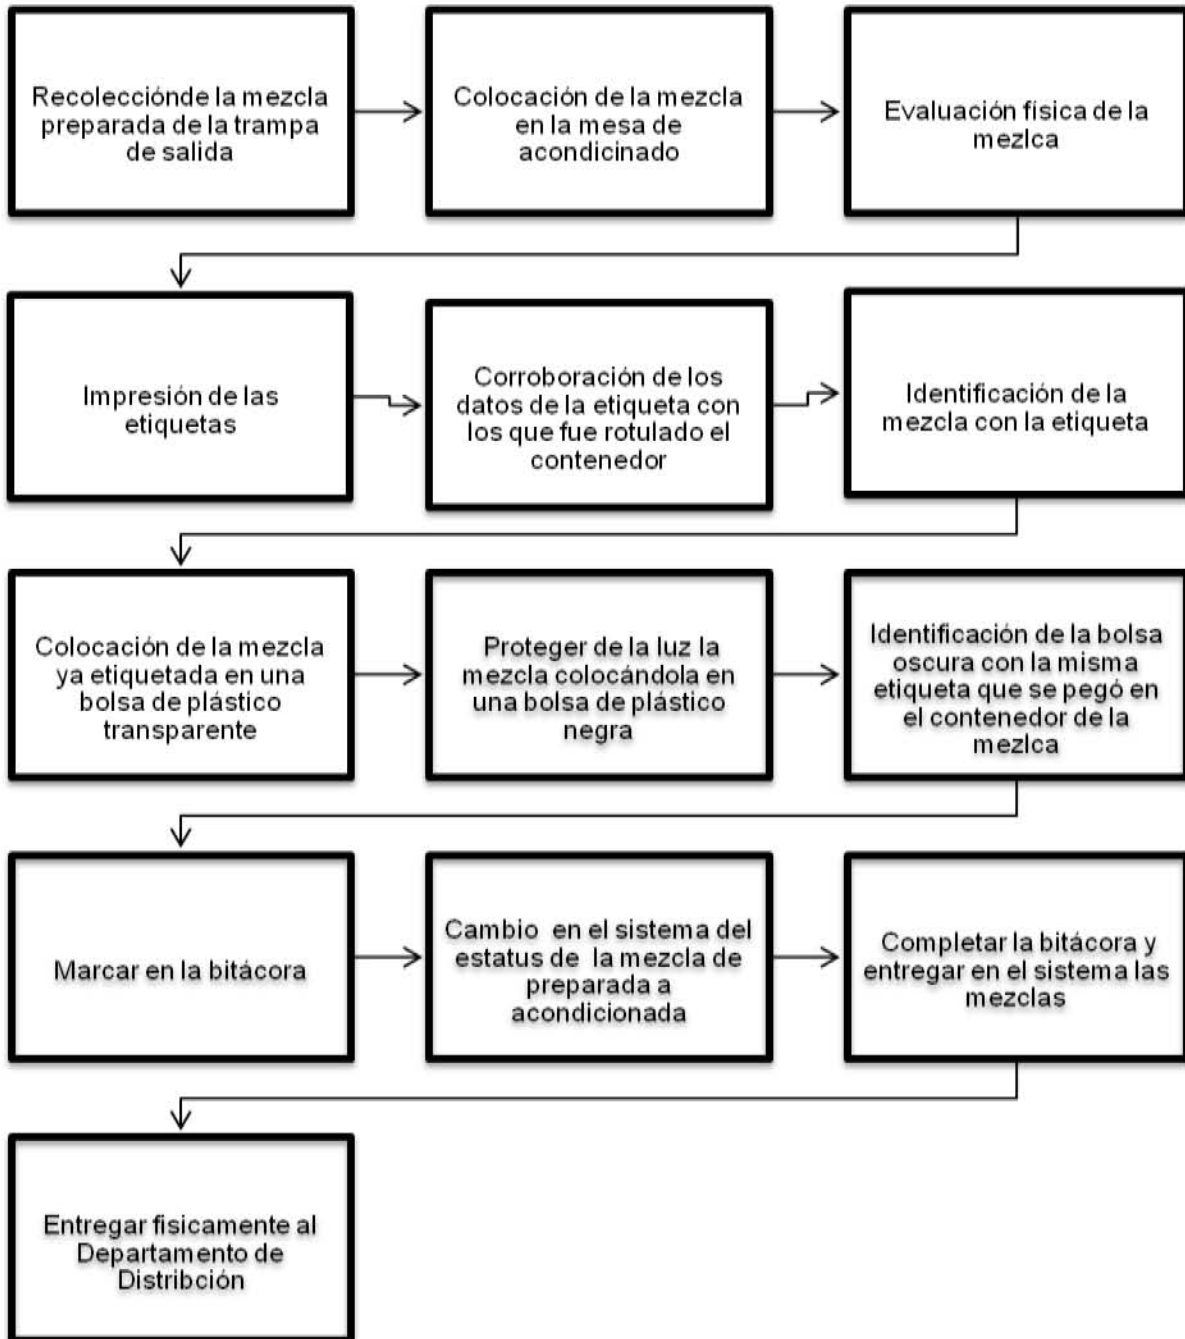 Recolecciónde la mezcla
preparada de la trampa
de salida
Colocación de la mezcla
en la mesa de
acondicinado
Evaluación física de la
mezlca
Impresión de las
etiquetas
Corroboración de los
datos de la etiqueta con
los que fue rotulado el
contenedor
Identificación de la
mezcla con la etiqueta
Colocación de la mezcla
ya etiquetada en una
bolsa de plástico
transparente
Proteger de la luz la
mezcla colocándola en
una bolsa de plástico
negra
Identificación de la bolsa
oscura con la misma
etiqueta que se pegó en
el contenedor de la
mezlca
Marcar en la bitácora
Cambio en el sistema del
estatus de la mezcla de
preparada a
acondicionada
Completar la bitácora y
entregar en el sistema las
mezclas
Entregar fisicamente al
Departamento de
Distribción